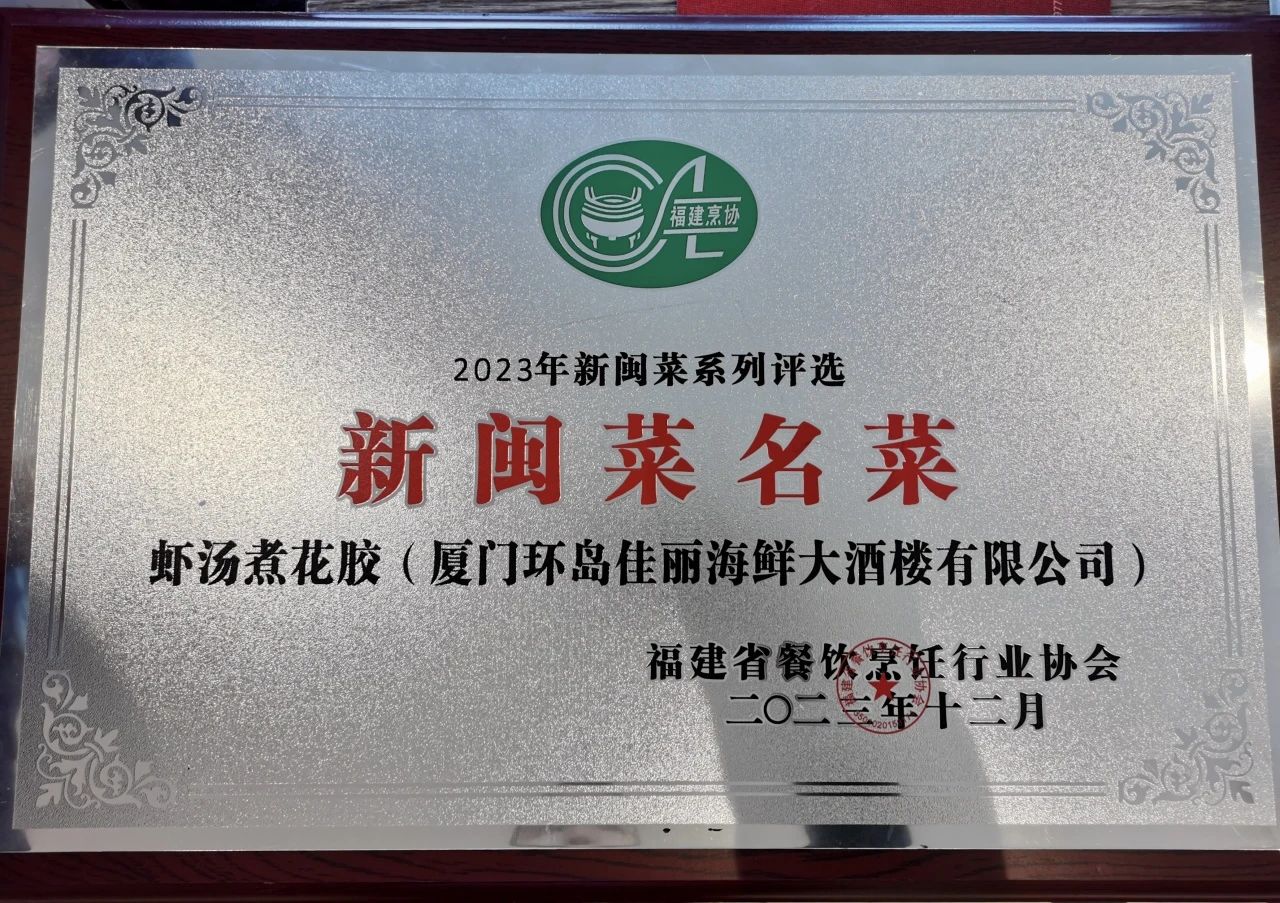 福建烹协
2023年新闽菜系列评选
新闽菜名菜
虾汤煮花胶（厦门环岛佳丽海鲜大酒楼有限公司）
福建省餐饮烹饪行业协会
二〇二三年十二月